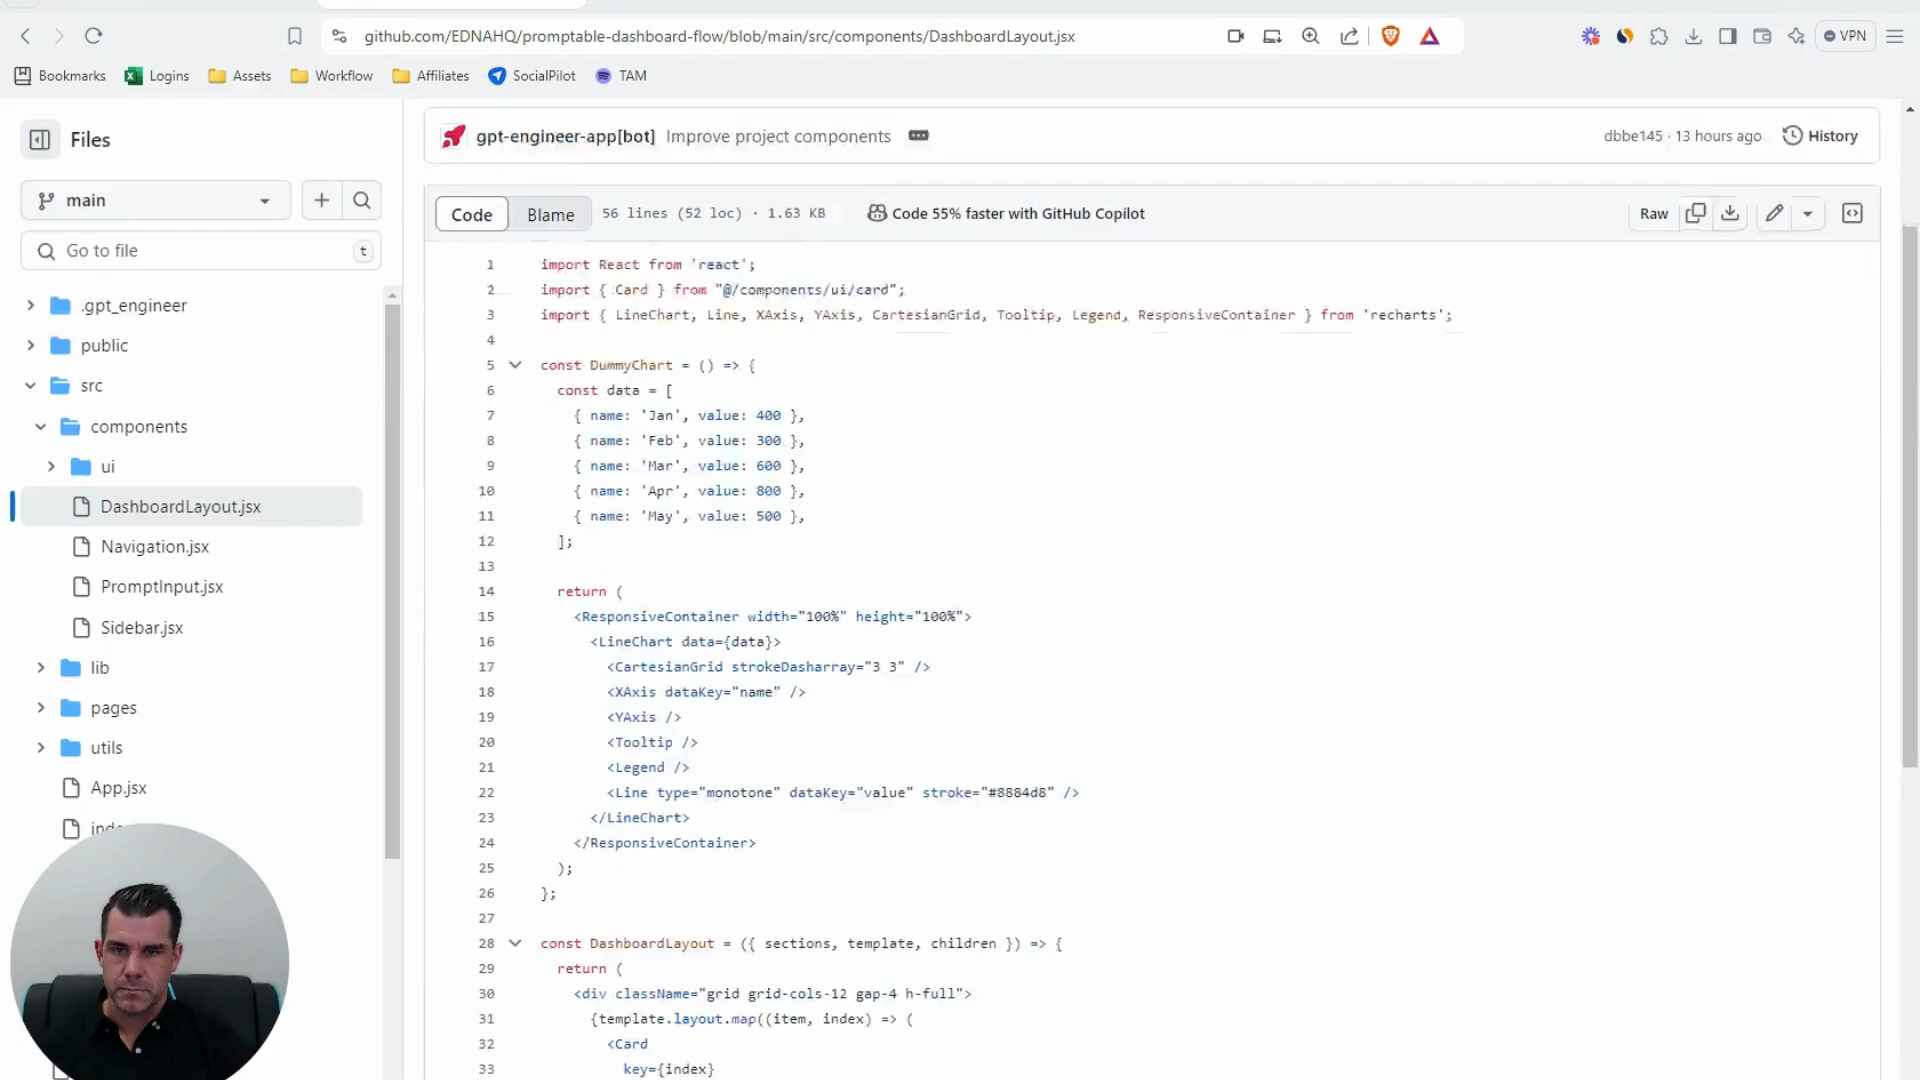 github.com/EDNAHQ/promptable-dashboard-flow/blob/main/src/components/DashboardLayout.jsx
VPN
Bookmarks Logins Assets Workflow Affiliates SocialPilot TAM
Files
main
Go to file t
.gpt_engineer
public
src
components
ui
DashboardLayout.jsx
Navigation.jsx
PromptInput.jsx
Sidebar.jsx
lib
pages
utils
App.jsx
gpt-engineer-app[bot] Improve project components dbbe145 · 13 hours ago History
Code Blame 56 lines (52 loc) · 1.63 KB Code 55% faster with GitHub Copilot Raw
1 import React from 'react';
2 import { Card } from "@/components/ui/card";
3 import { LineChart, Line, XAxis, YAxis, CartesianGrid, Tooltip, Legend, ResponsiveContainer } from 'recharts';
4
5 const DummyChart = () => {
6 const data = [
7 { name: 'Jan', value: 400 },
8 { name: 'Feb', value: 300 },
9 { name: 'Mar', value: 600 },
10 { name: 'Apr', value: 800 },
11 { name: 'May', value: 500 },
12 ];
13
14 return (
15 <ResponsiveContainer width="100%" height="100%">
16 <LineChart data={data}>
17 <CartesianGrid strokeDasharray="3 3" />
18 <XAxis dataKey="name" />
19 <YAxis />
20 <Tooltip />
21 <Legend />
22 <Line type="monotone" dataKey="value" stroke="#8884d8" />
23 </LineChart>
24 </ResponsiveContainer>
25 );
26 };
27
28 const DashboardLayout = ({ sections, template, children }) => {
29 return (
30 <div className="grid grid-cols-12 gap-4 h-full">
31 {template.layout.map((item, index) => (
32 <Card
33 key={index}